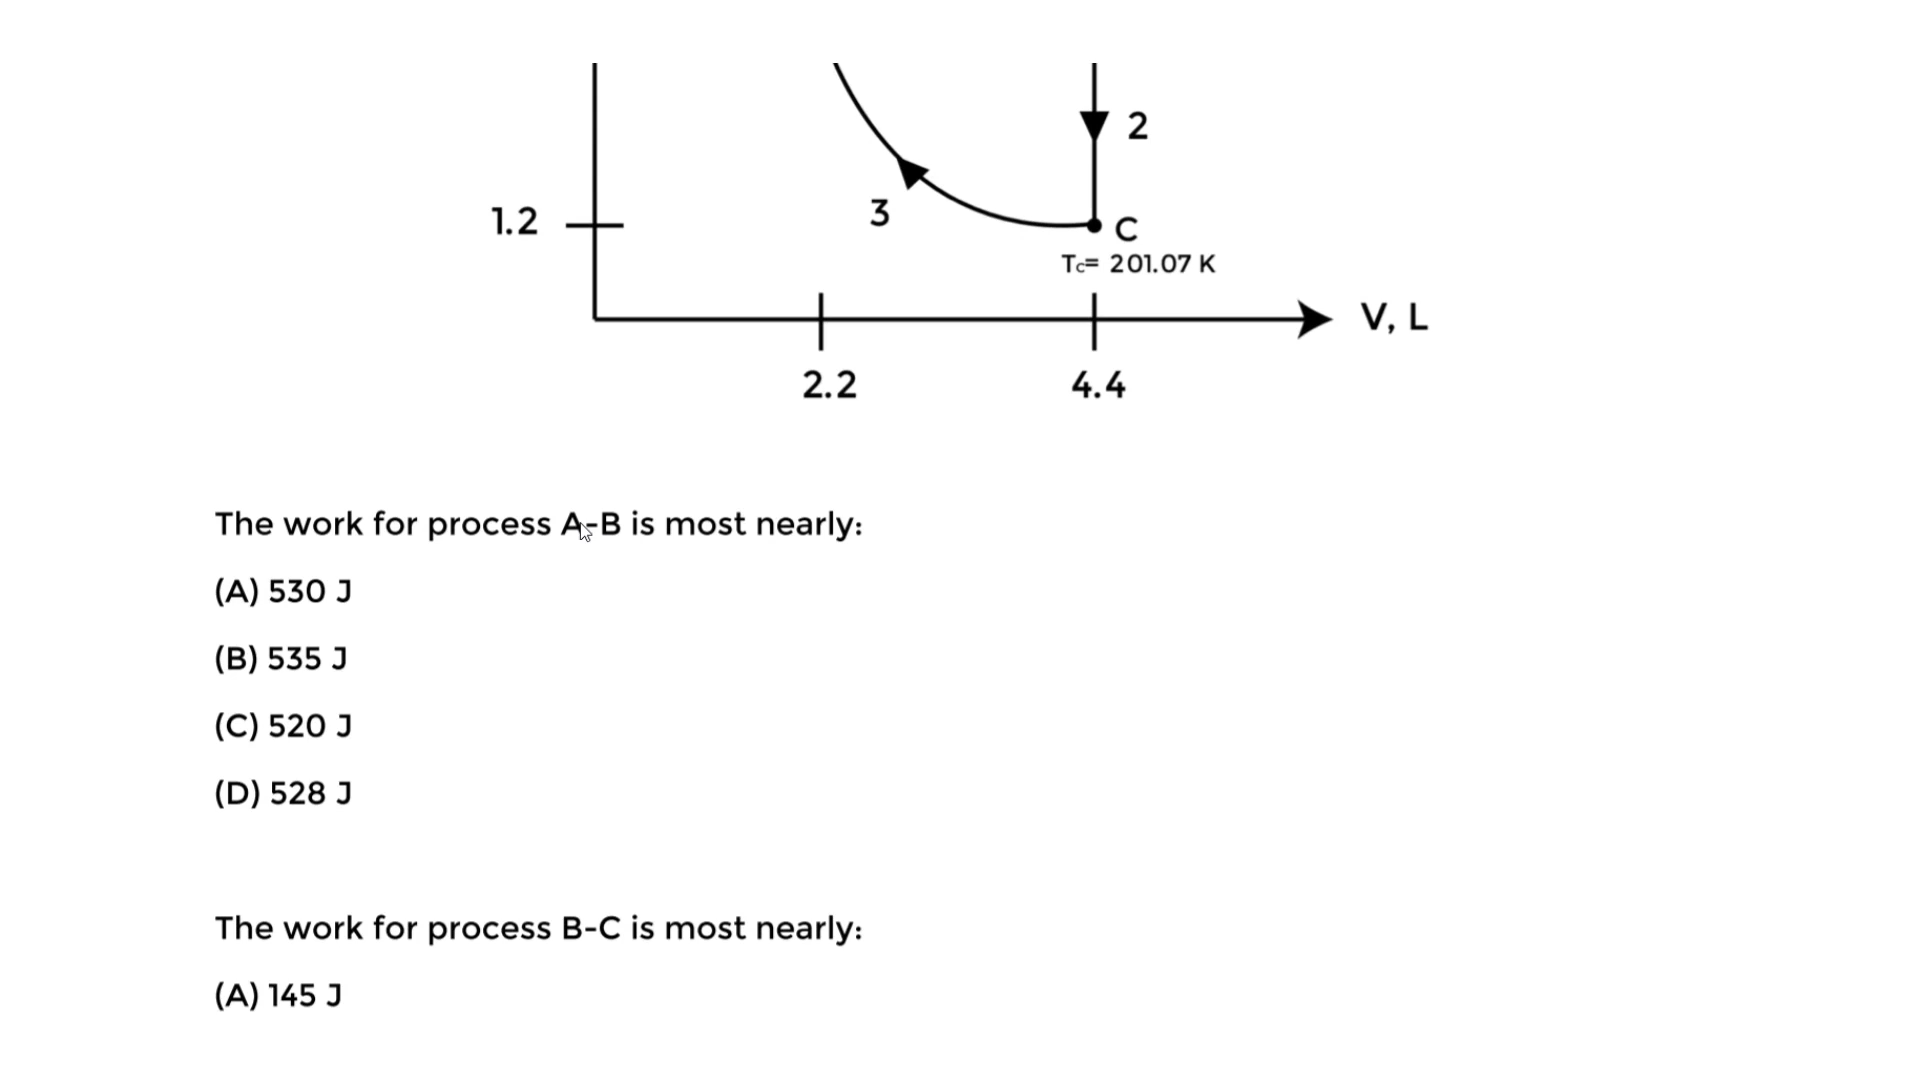 2
1.2
3
C
Tc= 201.07 K
V, L
2.2
4.4
The work for process A-B is most nearly:
(A) 530 J
(B) 535 J
(C) 520 J
(D) 528 J
The work for process B-C is most nearly:
(A) 145 J